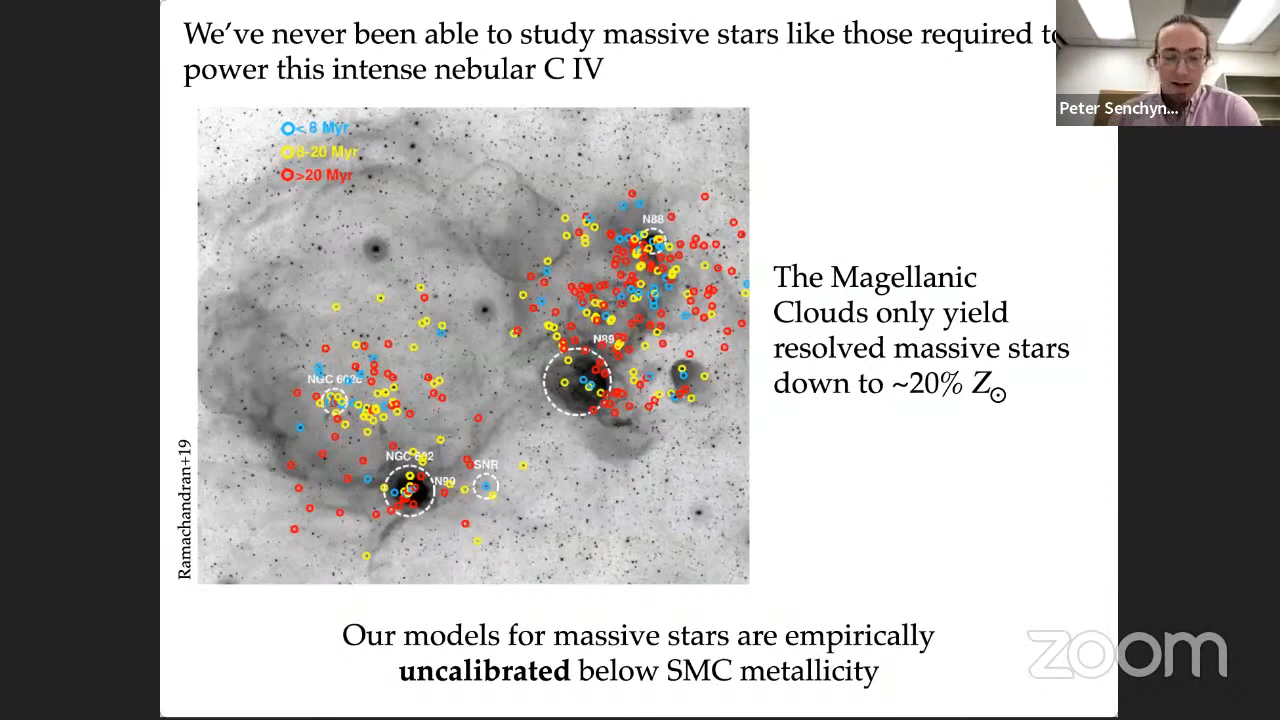 We've never been able to study massive stars like those required to
power this intense nebular C IV
Peter Senchyn...
< 8 Myr
8-20 Myr
>20 Myr
N88
N89
NGC 602c
NGC 602
N90
SNR
Ramachandran+19
The Magellanic
Clouds only yield
resolved massive stars
down to ~20% Z☉
Our models for massive stars are empirically
uncalibrated below SMC metallicity
zoom